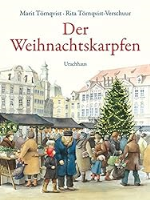 Marit Törnqvist · Rita Törnqvist-Verschuur
Der
Weihnachtskarpfen
Urachhaus